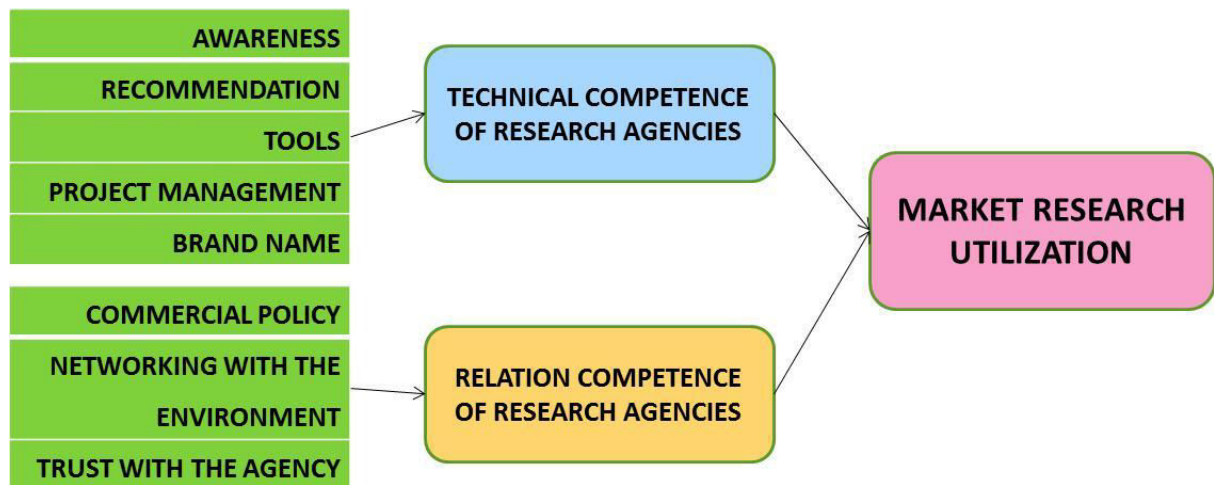 AWARENESS
RECOMMENDATION
TOOLS
PROJECT MANAGEMENT
BRAND NAME
COMMERCIAL POLICY
NETWORKING WITH THE
ENVIRONMENT
TRUST WITH THE AGENCY
TECHNICAL COMPETENCE
OF RESEARCH AGENCIES
RELATION COMPETENCE
OF RESEARCH AGENCIES
MARKET RESEARCH
UTILIZATION